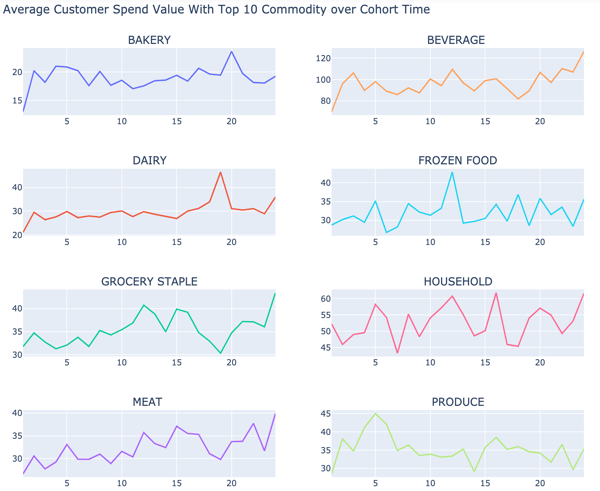 Average Customer Spend Value With Top 10 Commodity over Cohort Time
BAKERY
BEVERAGE
20
15
5 10 15 20
120
100
80
5 10 15 20
DAIRY
FROZEN FOOD
40
30
20
5 10 15 20
40
35
30
5 10 15 20
GROCERY STAPLE
HOUSEHOLD
40
35
30
5 10 15 20
60
55
50
45
5 10 15 20
MEAT
PRODUCE
40
35
30
5 10 15 20
45
40
35
30
5 10 15 20